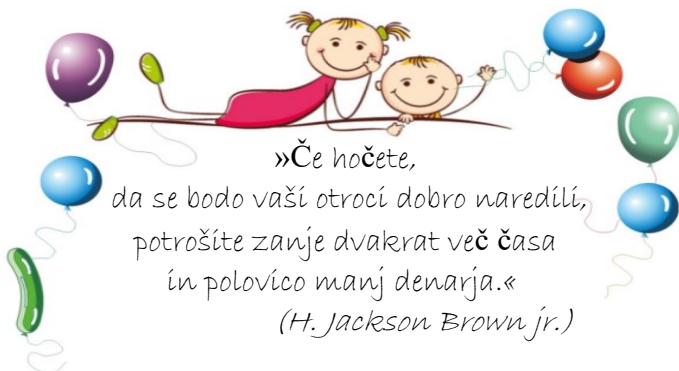 »Če hočete,
da se bodo vaši otroci dobro naredili,
potrošite zanje dvakrat več časa
in polovico manj denarja.«
(H. Jackson Brown jr.)